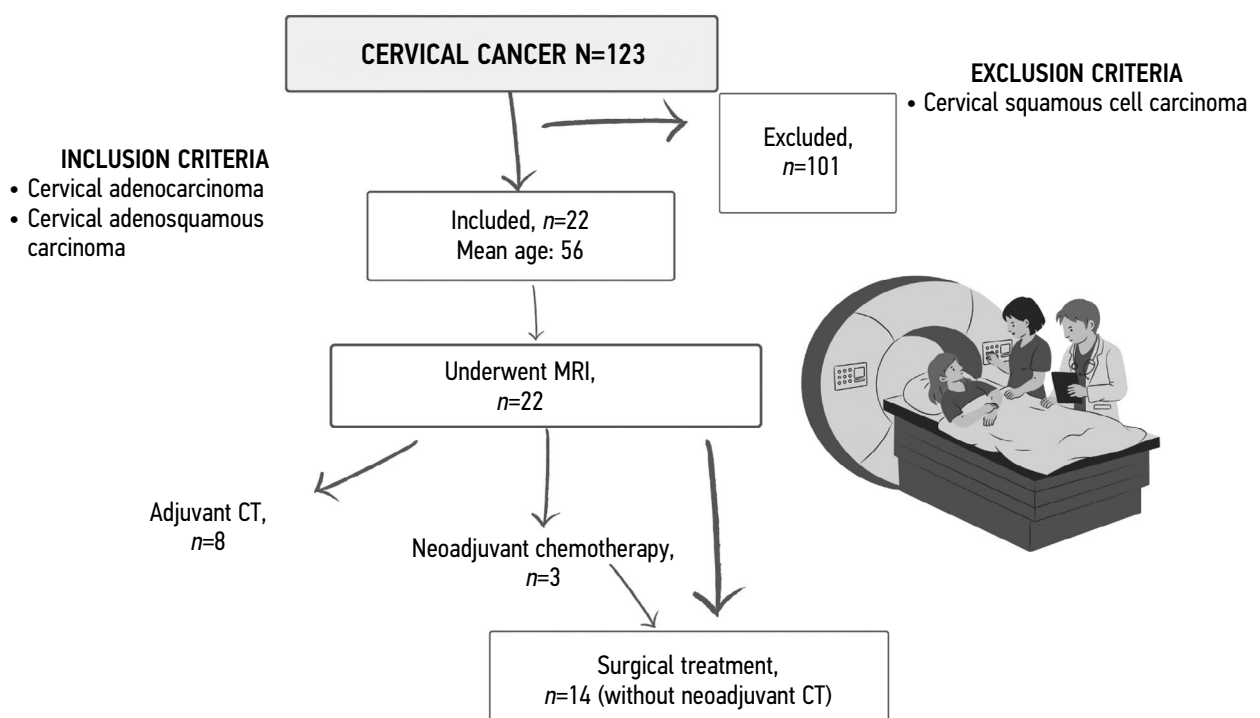 CERVICAL CANCER N=123
EXCLUSION CRITERIA
• Cervical squamous cell carcinoma
Excluded,
n=101
INCLUSION CRITERIA
• Cervical adenocarcinoma
• Cervical adenosquamous
carcinoma
Included, n=22
Mean age: 56
Underwent MRI,
n=22
Adjuvant CT,
n=8
Neoadjuvant chemotherapy,
n=3
Surgical treatment,
n=14 (without neoadjuvant CT)